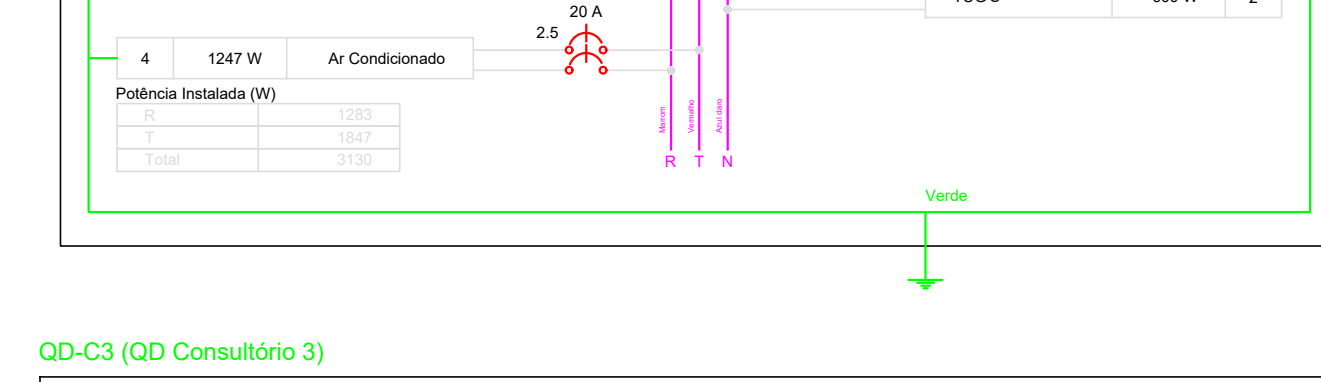 20 A
2.5
4 1247 W Ar Condicionado
Potência Instalada (W)
R 1283
T 1847
Total 3130
Marrom
Vermelho
Azul claro
R T N
Verde
QD-C3 (QD Consultório 3)